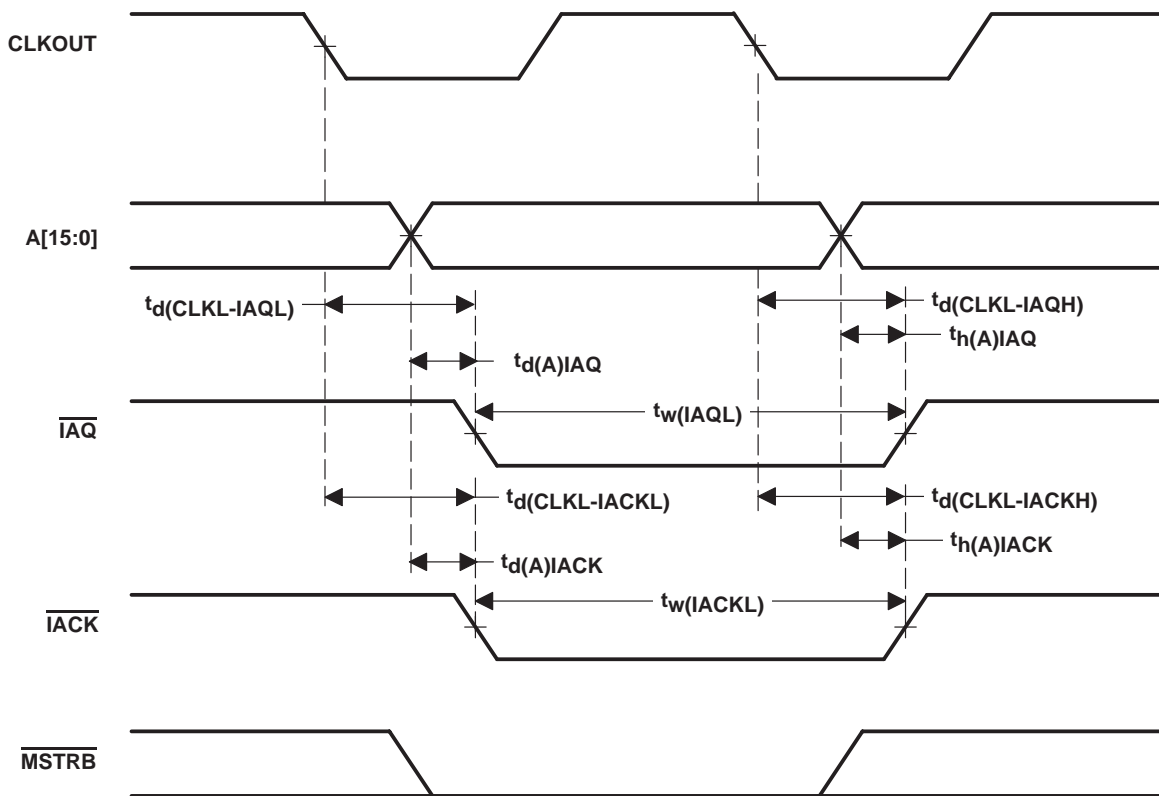 CLKOUT
A[15:0]
td(CLKL-IAQL)
td(CLKL-IAQH)
th(A)IAQ
td(A)IAQ
tw(IAQL)
IAQ
td(CLKL-IACKL)
td(CLKL-IACKH)
th(A)IACK
td(A)IACK
tw(IACKL)
IACK
MSTRB